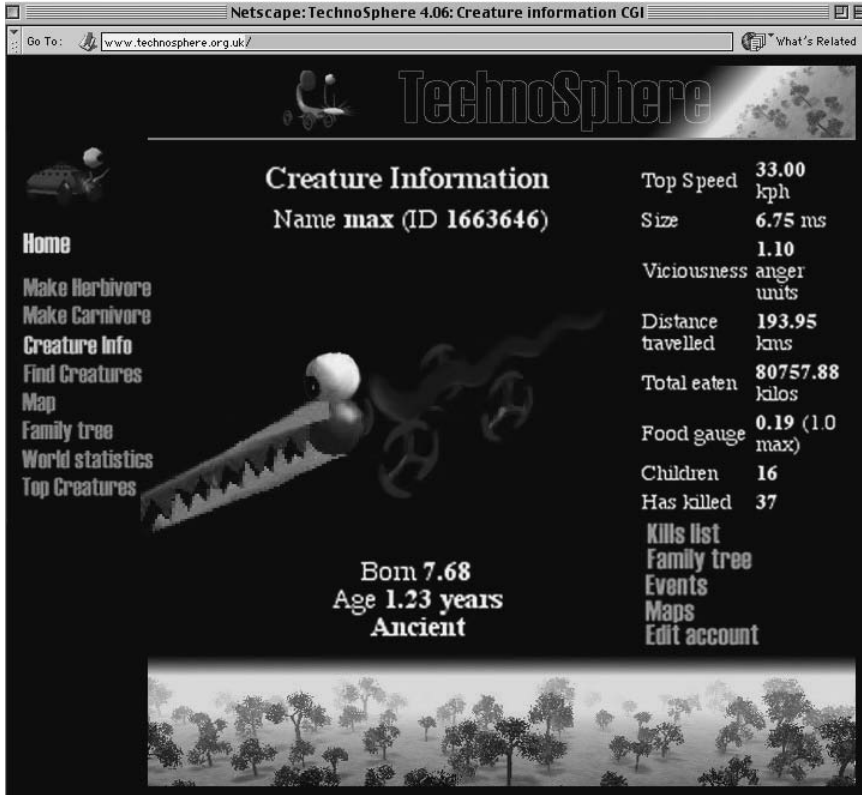 Netscape: TechnoSphere 4.06: Creature information CGI
Go To: www.technosphere.org.uk/ What's Related
TechnoSphere
Home
Make Herbivore
Make Carnivore
Creature Info
Find Creatures
Map
Family tree
World statistics
Top Creatures
Creature Information
Name max (ID 1663646)
Born 7.68
Age 1.23 years
Ancient
Top Speed 33.00
kph
Size 6.75 ms
1.10
Viciousness anger
units
Distance 193.95
travelled kms
Total eaten 80757.88
kilos
Food gauge 0.19 (1.0
max)
Children 16
Has killed 37
Kills list
Family tree
Events
Maps
Edit account